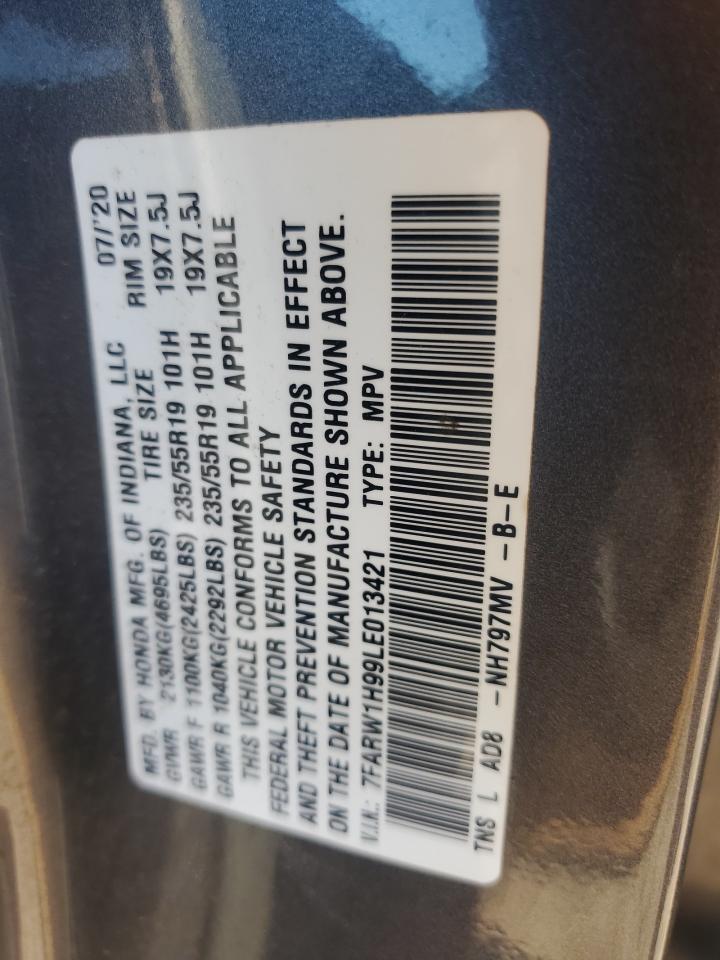 MFD. BY HONDA MFG. OF INDIANA, LLC 07/'20
GVWR 2130KG(4695LBS) TIRE SIZE RIM SIZE
GAWR F 1100KG(2425LBS) 235/55R19 101H 19X7.5J
GAWR R 1040KG(2292LBS) 235/55R19 101H 19X7.5J
THIS VEHICLE CONFORMS TO ALL APPLICABLE
FEDERAL MOTOR VEHICLE SAFETY
AND THEFT PREVENTION STANDARDS IN EFFECT
ON THE DATE OF MANUFACTURE SHOWN ABOVE.
V.I.N.: 7FARW1H99LE013421 TYPE: MPV
TNS L AD8 -NH797MV -B-E